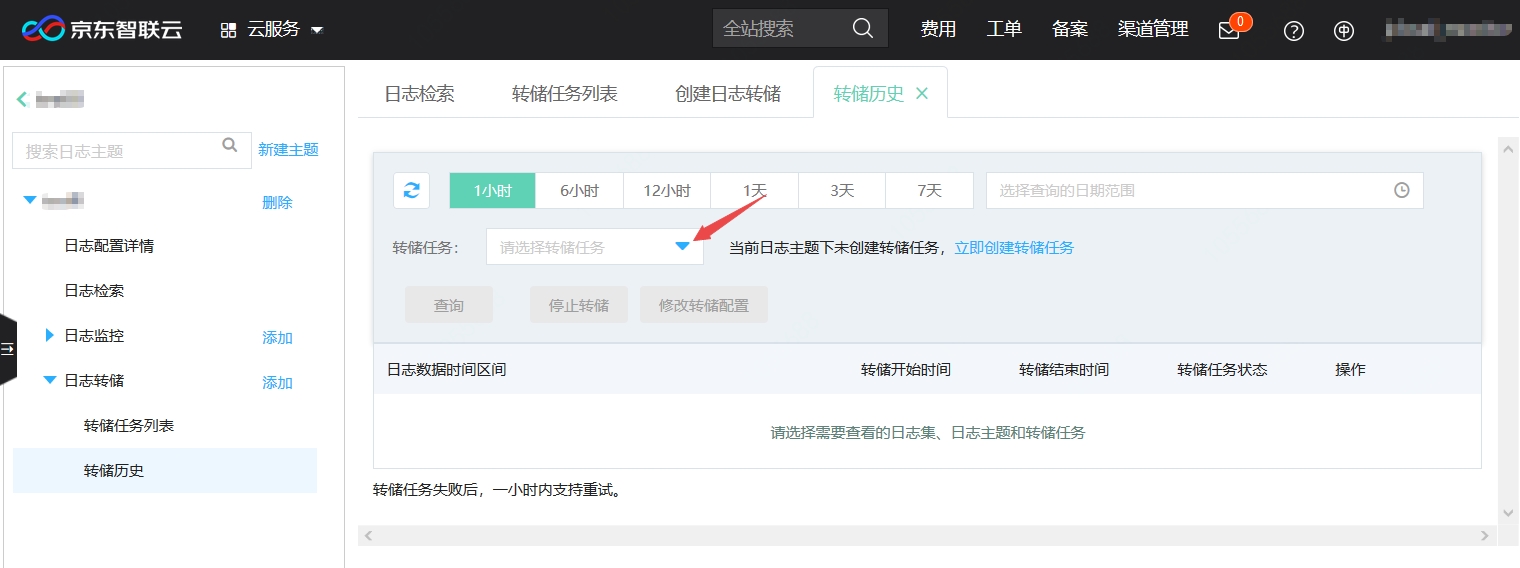 京东智联云 云服务 全站搜索 费用 工单 备案 渠道管理 0
日志检索 转储任务列表 创建日志转储 转储历史
搜索日志主题 新建主题
删除
日志配置详情
日志检索
日志监控 添加
日志转储 添加
转储任务列表
转储历史
1小时 6小时 12小时 1天 3天 7天 选择查询的日期范围
转储任务： 请选择转储任务 当前日志主题下未创建转储任务，立即创建转储任务
查询 停止转储 修改转储配置
日志数据时间区间 转储开始时间 转储结束时间 转储任务状态 操作
请选择需要查看的日志集、日志主题和转储任务
转储任务失败后，一小时内支持重试。